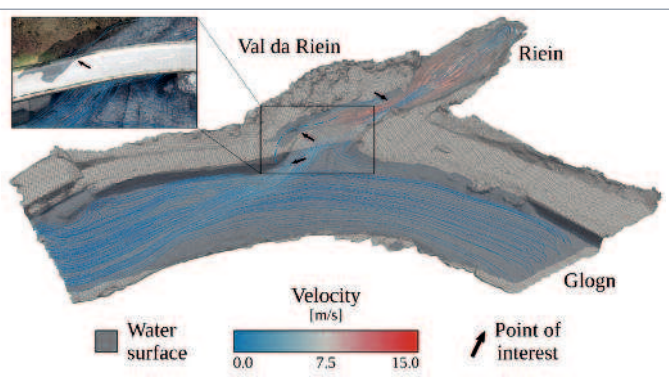 Val da Riein
Riein
Glogn
Velocity
[m/s]
Water
surface
0.0 7.5 15.0
Point of
interest